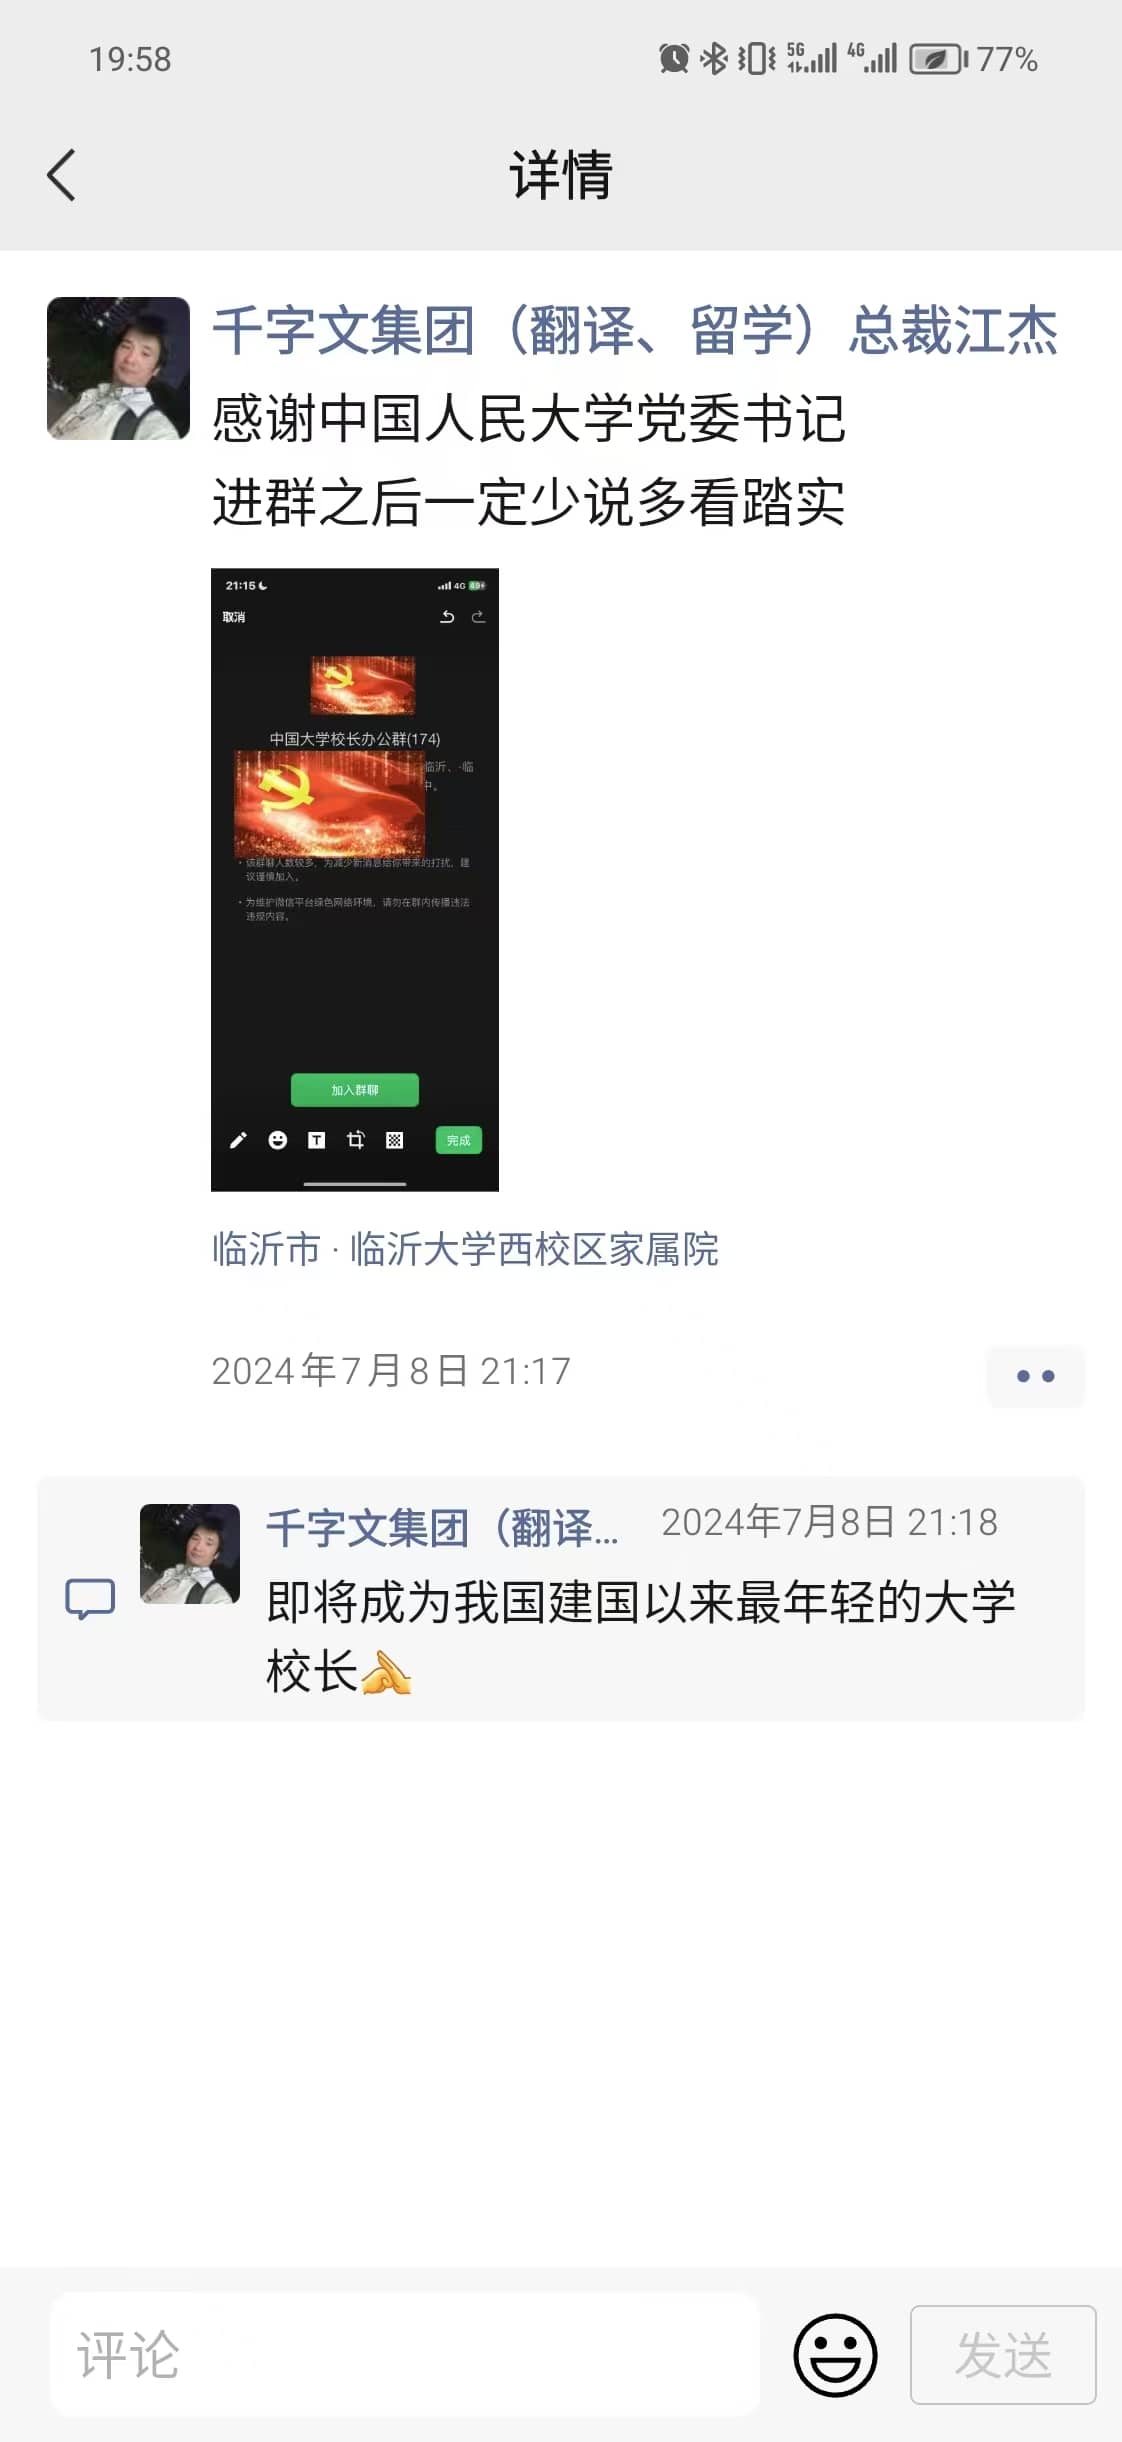 19:58
5G
4G
77%
详情
千字文集团（翻译、留学）总裁江杰
感谢中国人民大学党委书记
进群之后一定少说多看踏实
21:15
4G
取消
中国大学校长办公群(174)
临沂、·临
中。
· 该群聊人数较多，为减少新消息给你带来的打扰，建
议谨慎加入。
· 为维护微信平台绿色网络环境，请勿在群内传播违法
违规内容。
加入群聊
T
完成
临沂市 · 临沂大学西校区家属院
2024年7月8日 21:17
千字文集团（翻译...
2024年7月8日 21:18
即将成为我国建国以来最年轻的大学
校长
评论
发送